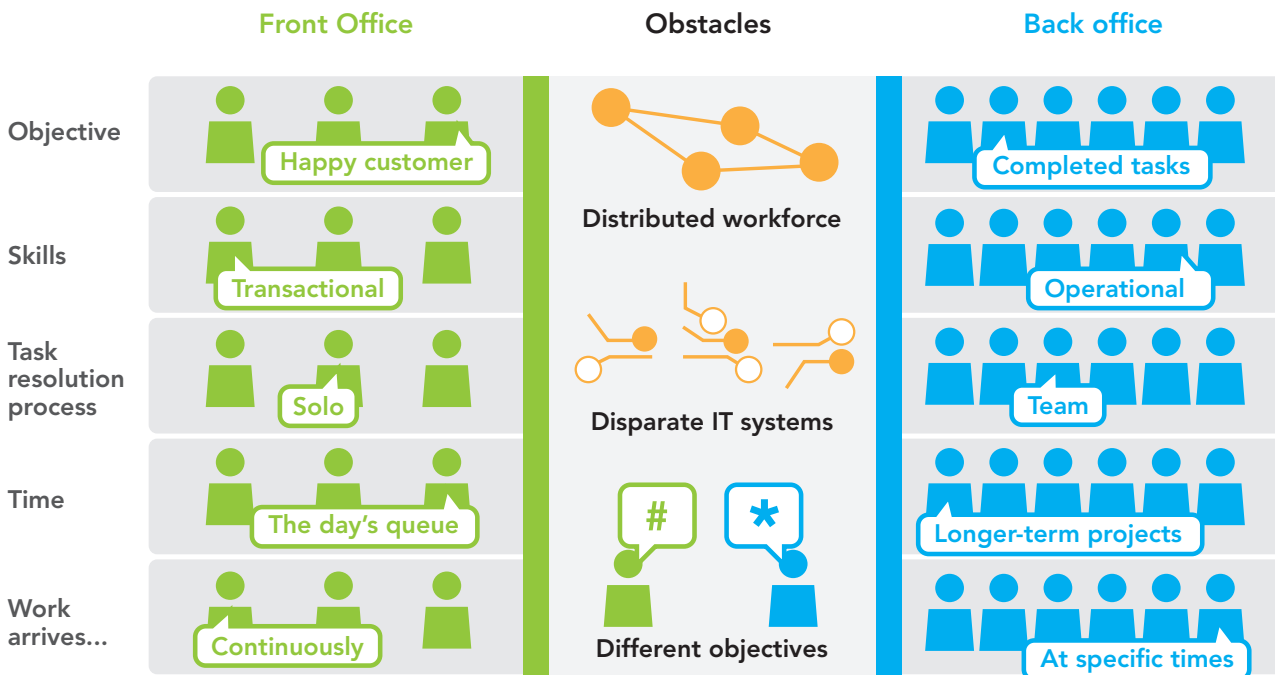 Front Office
Obstacles
Back office
Objective
Happy customer
Completed tasks
Distributed workforce
Skills
Transactional
Operational
Task
resolution
process
Solo
Disparate IT systems
Team
Time
The day's queue
#
*
Longer-term projects
Work
arrives...
Continuously
Different objectives
At specific times